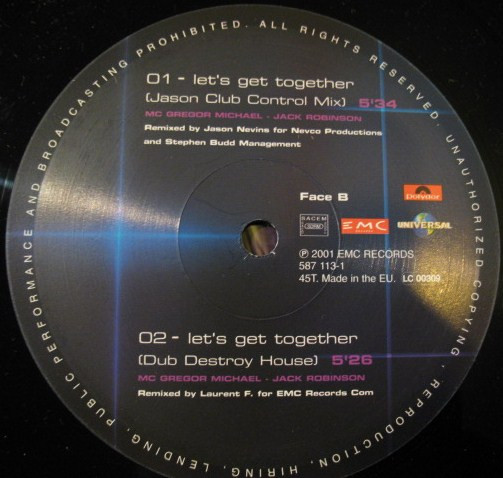 PUBLIC PERFORMANCE AND BROADCASTING PROHIBITED. ALL RIGHTS RESERVED. UNAUTHORIZED COPYING, REPRODUCTION, HIRING, LENDING,
01 - let's get together
(Jason Club Control Mix) 5'34
MC GREGOR MICHAEL - JACK ROBINSON
Remixed by Jason Nevins for Nevco Productions
and Stephen Budd Management
Face B
polydor
SACEM
EMC
UNIVERSAL
℗ 2001 EMC RECORDS
587 113-1
45T. Made in the EU. LC 00309
02 - let's get together
(Dub Destroy House) 5'26
MC GREGOR MICHAEL - JACK ROBINSON
Remixed by Laurent F. for EMC Records Com